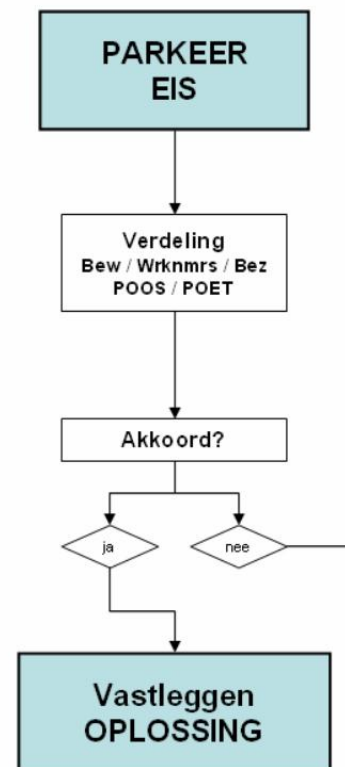 PARKEER
EIS
Verdeling
Bew / Wrknmrs / Bez
POOS / POET
Akkoord?
ja
nee
Vastleggen
OPLOSSING